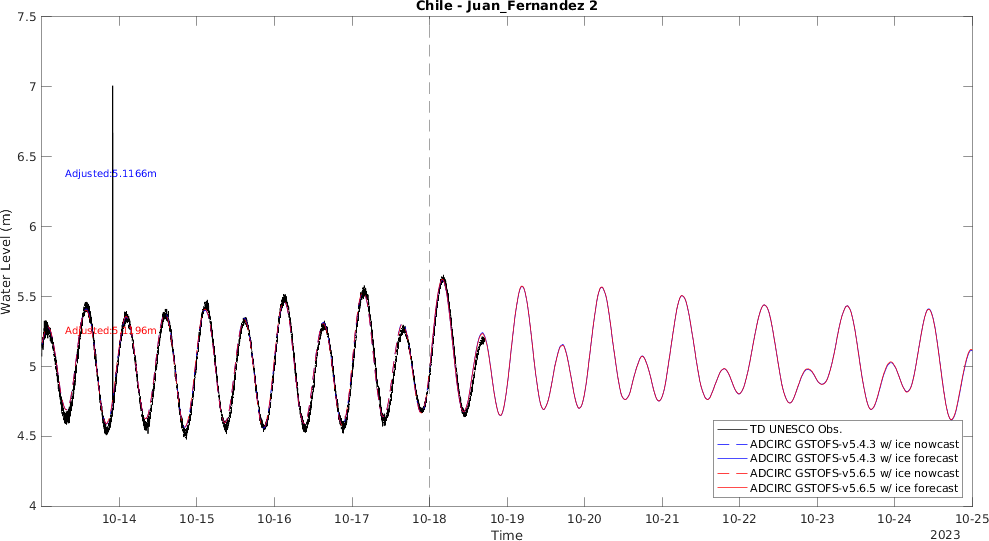 Chile - Juan_Fernandez 2
7.5
7
6.5
6
5.5
5
4.5
4
Water Level (m)
Adjusted:5.1166m
Adjusted:5.1196m
TD UNESCO Obs.
ADCIRC GSTOFS-v5.4.3 w/ ice nowcast
ADCIRC GSTOFS-v5.4.3 w/ ice forecast
ADCIRC GSTOFS-v5.6.5 w/ ice nowcast
ADCIRC GSTOFS-v5.6.5 w/ ice forecast
10-14 10-15 10-16 10-17 10-18 10-19 10-20 10-21 10-22 10-23 10-24 10-25
Time
2023